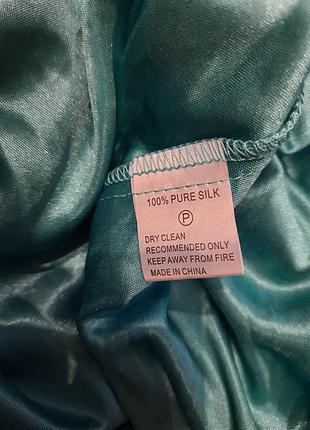 100% PURE SILK
P
DRY CLEAN
RECOMMENDED ONLY
KEEP AWAY FROM FIRE
MADE IN CHINA